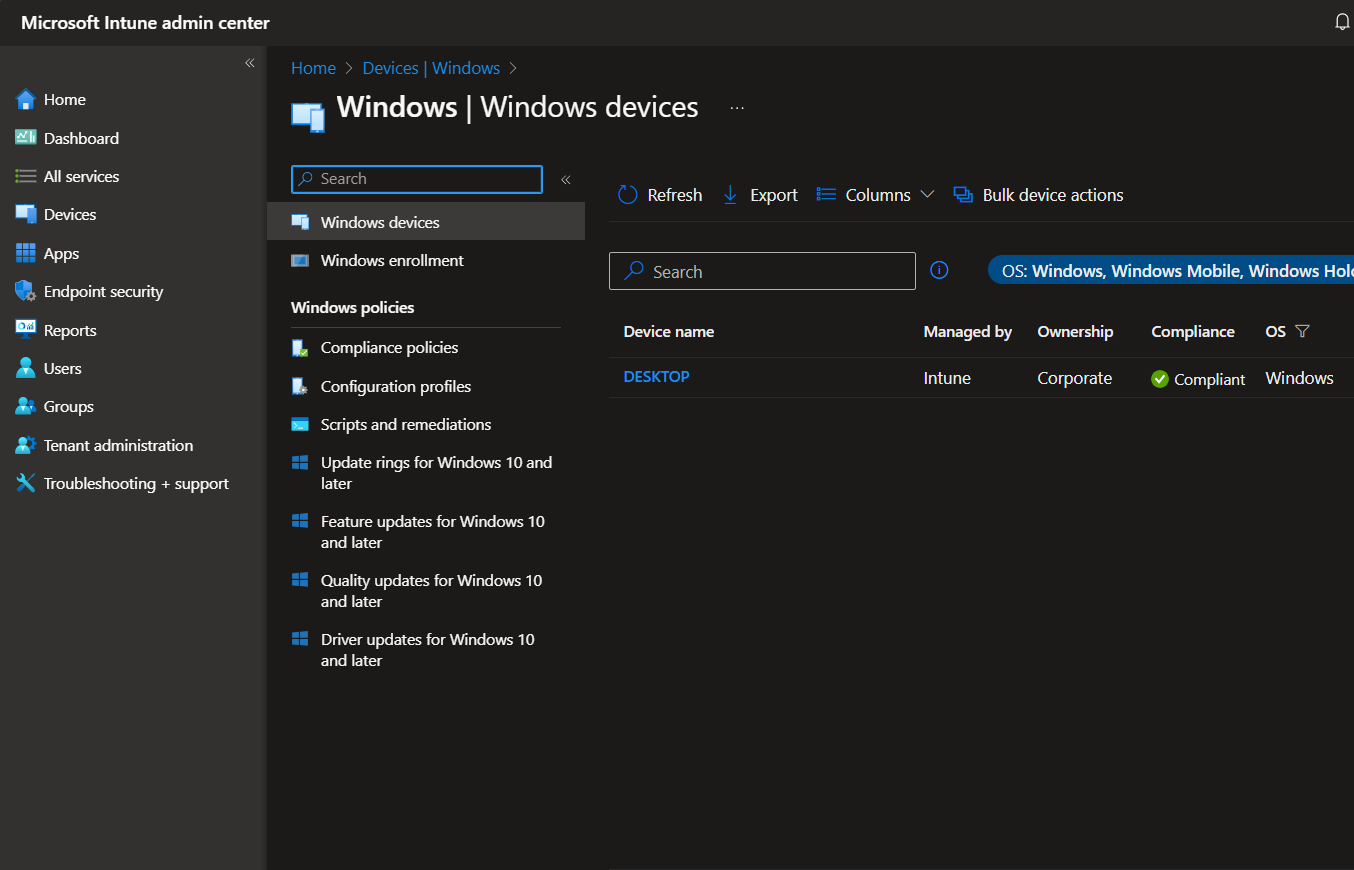 Microsoft Intune admin center
Home
Dashboard
All services
Devices
Apps
Endpoint security
Reports
Users
Groups
Tenant administration
Troubleshooting + support
Home > Devices | Windows >
Windows | Windows devices ...
Search
Windows devices
Windows enrollment
Windows policies
Compliance policies
Configuration profiles
Scripts and remediations
Update rings for Windows 10 and
later
Feature updates for Windows 10
and later
Quality updates for Windows 10
and later
Driver updates for Windows 10
and later
Refresh Export Columns Bulk device actions
Search
OS: Windows, Windows Mobile, Windows Holo
Device name Managed by Ownership Compliance OS
DESKTOP Intune Corporate Compliant Windows